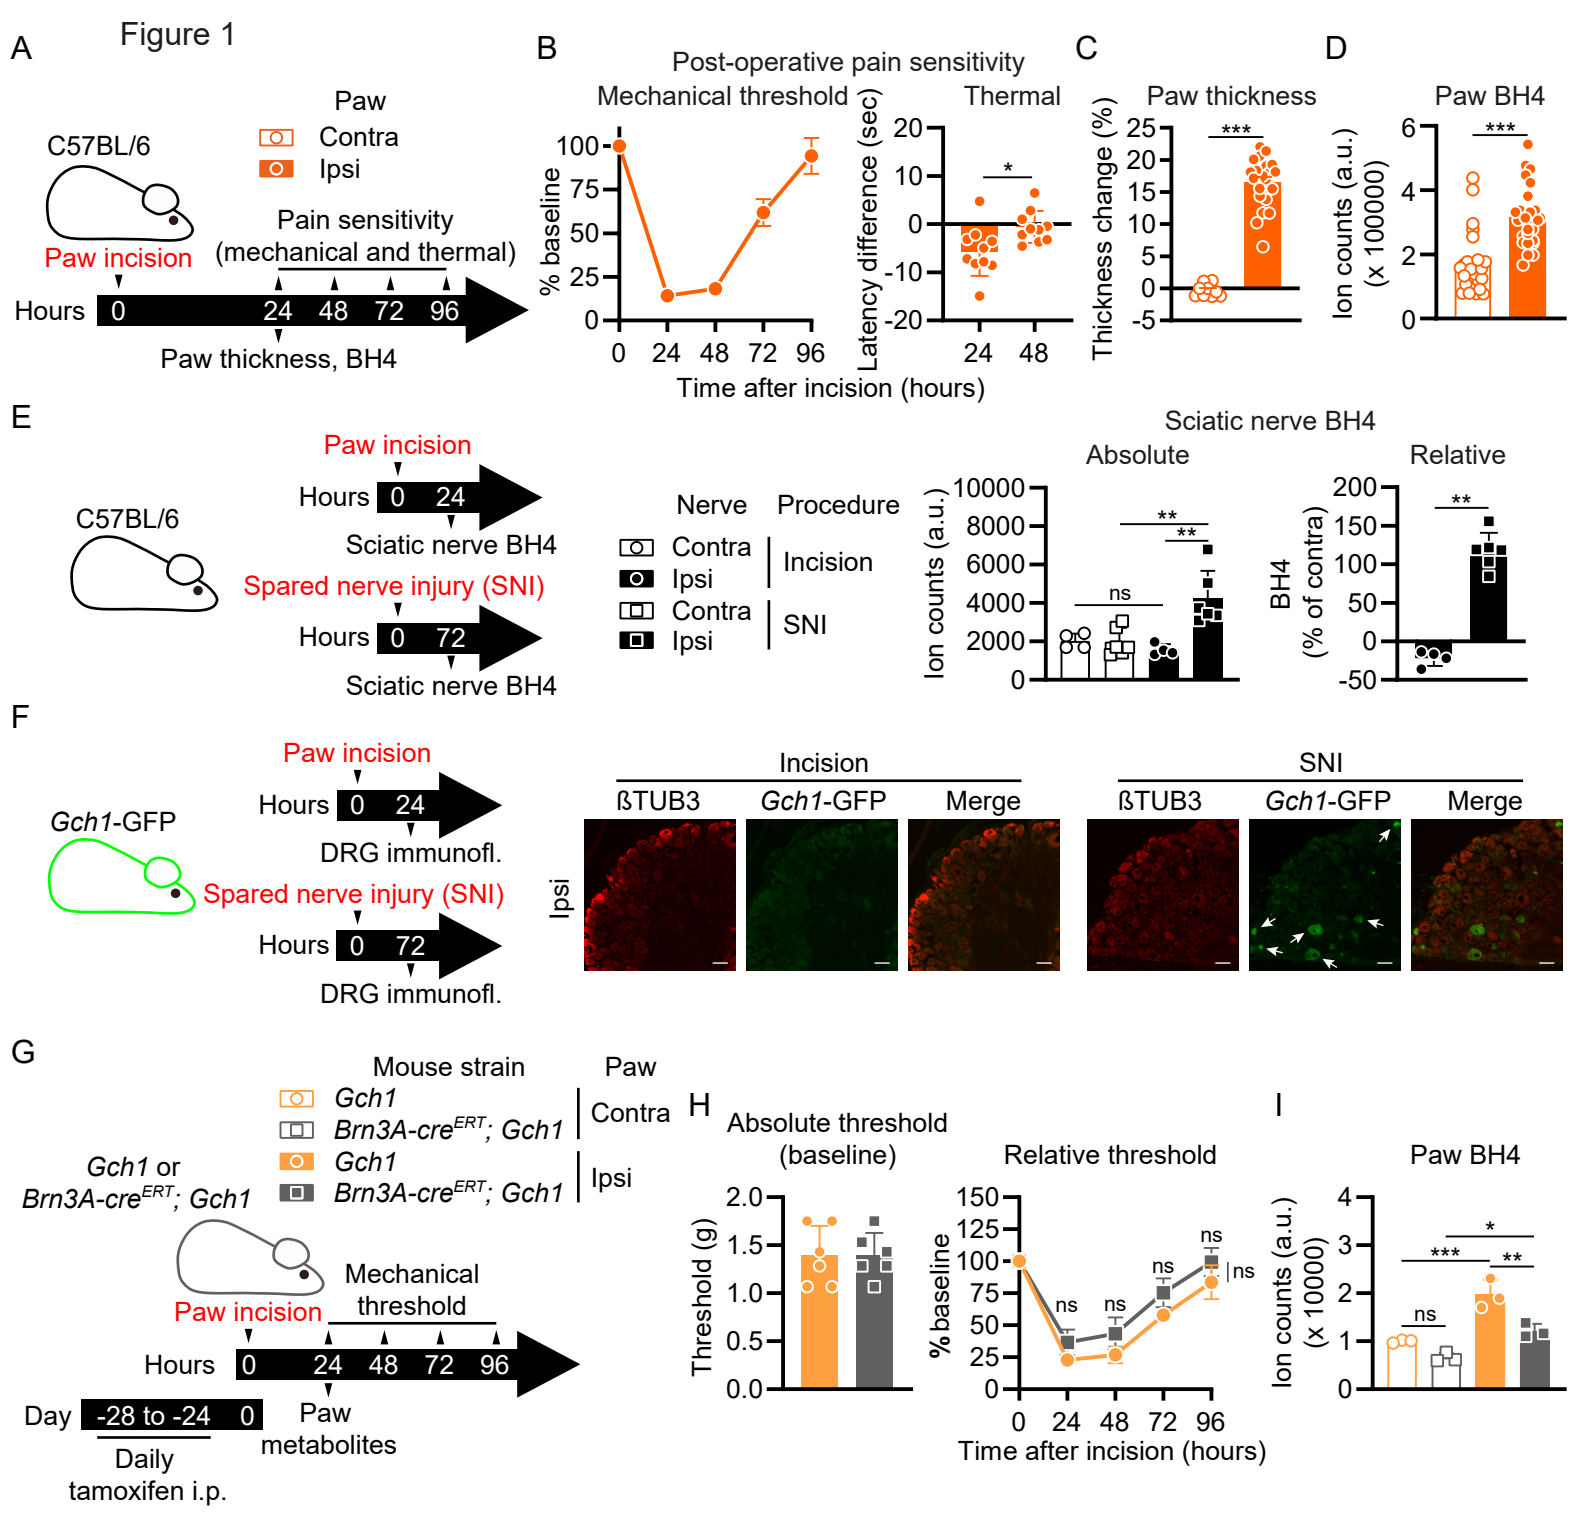 Figure 1
A
C57BL/6
Paw
Contra
Ipsi
Pain sensitivity
(mechanical and thermal)
Paw incision
Hours 0 24 48 72 96
Paw thickness, BH4
B
Post-operative pain sensitivity
Mechanical threshold
% baseline
100
75
50
25
0
0 24 48 72 96
Thermal
Latency difference (sec)
20
10
0
-10
-20
*
24 48
Time after incision (hours)
C
Paw thickness
Thickness change (%)
25
20
15
10
5
0
-5
***
D
Paw BH4
Ion counts (a.u.)
(x 100000)
6
4
2
0
***
E
C57BL/6
Paw incision
Hours 0 24
Sciatic nerve BH4
Spared nerve injury (SNI)
Hours 0 72
Sciatic nerve BH4
Nerve Procedure
Contra
Ipsi
Incision
Contra
Ipsi
SNI
Sciatic nerve BH4
Absolute
Ion counts (a.u.)
10000
8000
6000
4000
2000
0
ns
**
**
Relative
BH4
(% of contra)
200
150
100
50
0
-50
**
F
Gch1-GFP
Paw incision
Hours 0 24
DRG immunofl.
Spared nerve injury (SNI)
Hours 0 72
DRG immunofl.
Incision
ßTUB3 Gch1-GFP Merge
SNI
ßTUB3 Gch1-GFP Merge
Ipsi
G
Mouse strain Paw
Gch1
Brn3A-creERT; Gch1
Contra
Gch1
Brn3A-creERT; Gch1
Ipsi
Gch1 or
Brn3A-creERT; Gch1
Paw incision
Mechanical
threshold
Hours 0 24 48 72 96
Day -28 to -24 0
Paw
metabolites
Daily
tamoxifen i.p.
H
Absolute threshold
(baseline)
Threshold (g)
2.0
1.5
1.0
0.5
0.0
Relative threshold
% baseline
150
125
100
75
50
25
0
ns ns ns ns
ns
0 24 48 72 96
Time after incision (hours)
I
Paw BH4
Ion counts (a.u.)
(x 10000)
4
3
2
1
0
*
*** **
ns